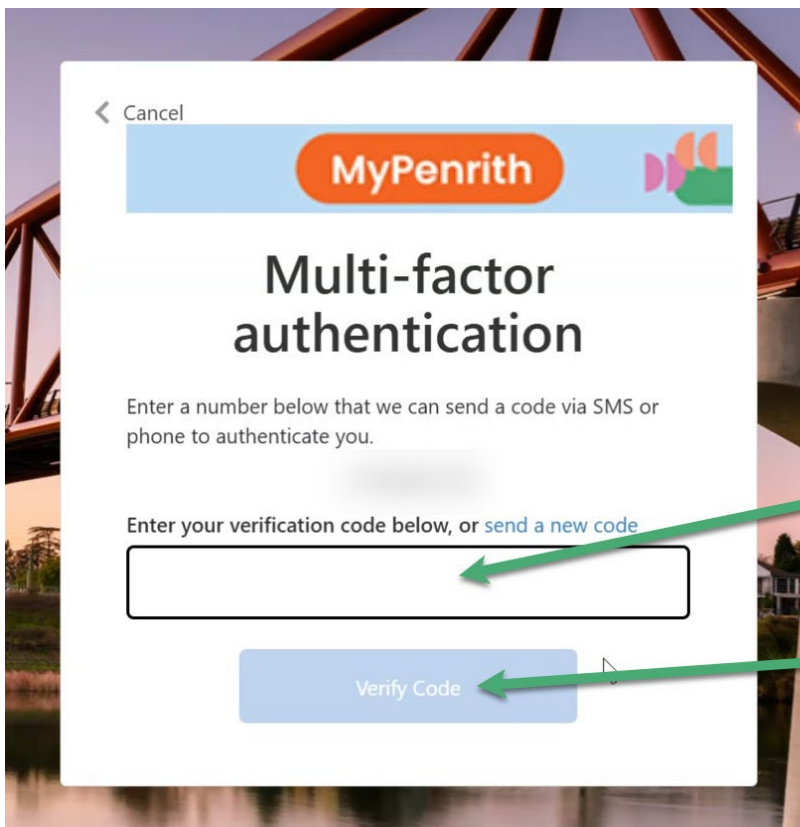 Cancel
MyPenrith
Multi-factor
authentication
Enter a number below that we can send a code via SMS or
phone to authenticate you.
Enter your verification code below, or send a new code
Verify Code